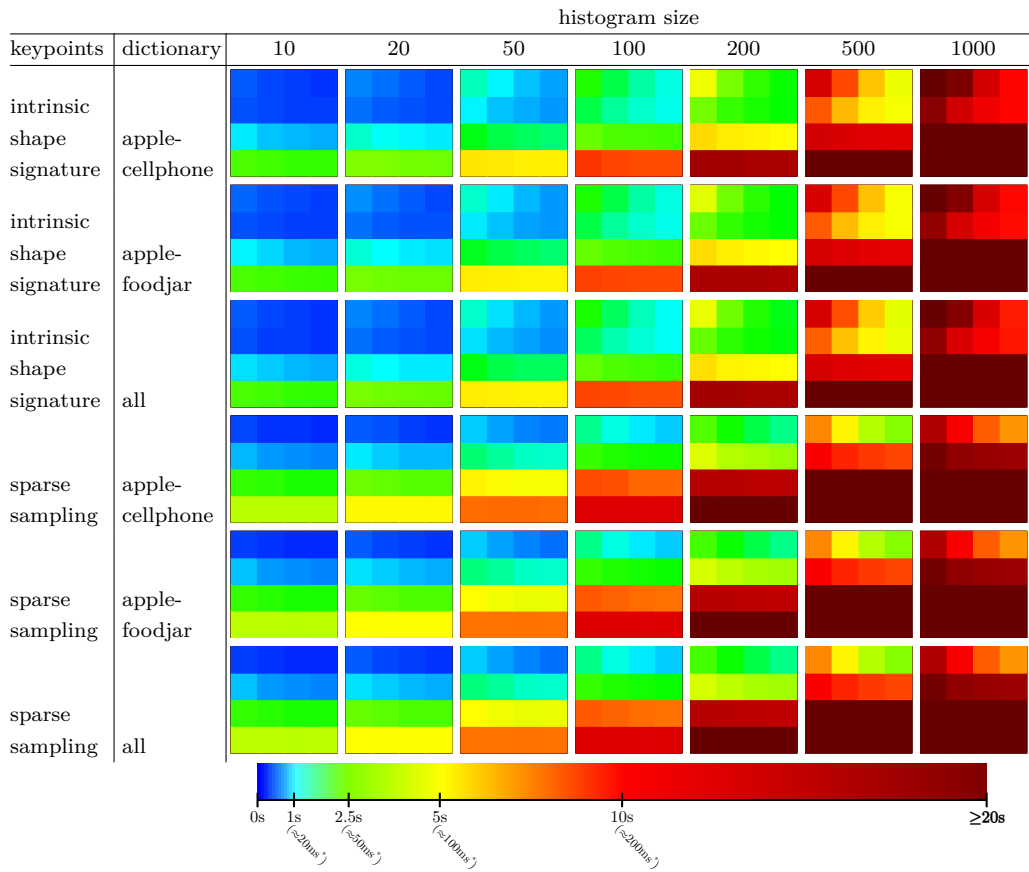 histogram size
keypoints dictionary 10 20 50 100 200 500 1000
intrinsic
shape apple-
signature cellphone
intrinsic
shape apple-
signature foodjar
intrinsic
shape
signature all
sparse apple-
sampling cellphone
sparse apple-
sampling foodjar
sparse
sampling all
0s 1s 2.5s 5s 10s ≥20s
(≈20ms*) (≈50ms*) (≈100ms*) (≈200ms*)